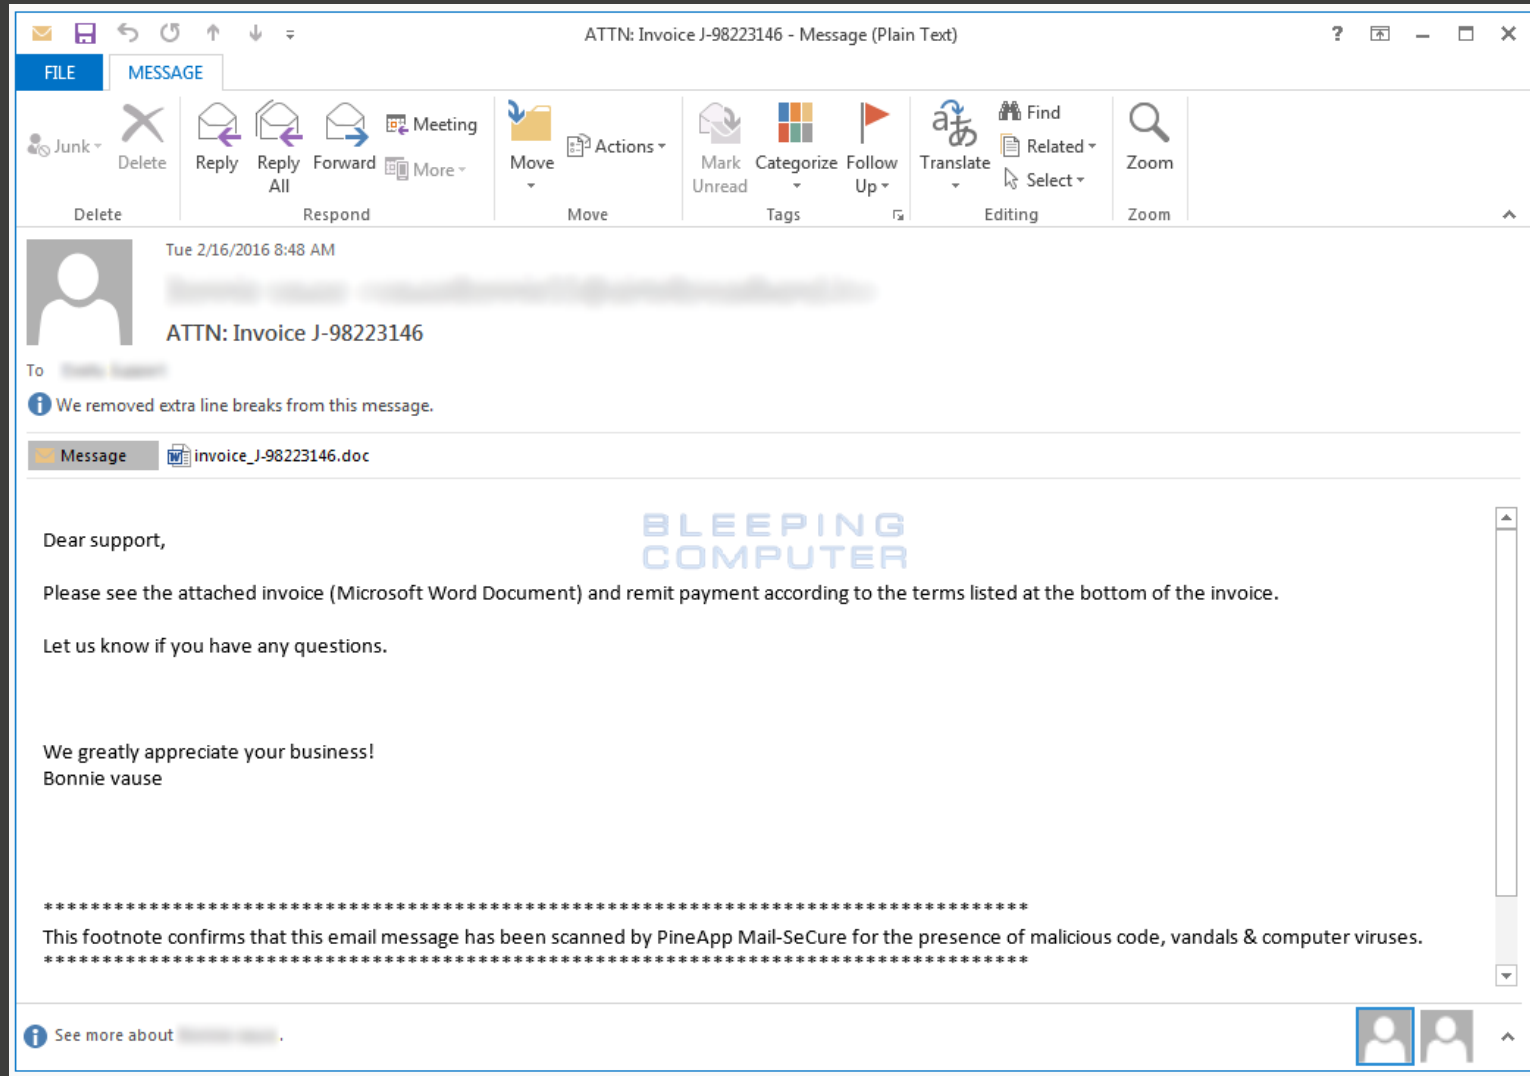 ATTN: Invoice J-98223146 - Message (Plain Text)
?
FILE MESSAGE
Junk
Delete
Reply
Reply All
Forward
Meeting
More
Move
Actions
Mark Unread
Categorize
Follow Up
Translate
Find
Related
Select
Zoom
Delete Respond Move Tags Editing Zoom
Tue 2/16/2016 8:48 AM
ATTN: Invoice J-98223146
To
We removed extra line breaks from this message.
Message invoice_J-98223146.doc
BLEEPING
COMPUTER
Dear support,
Please see the attached invoice (Microsoft Word Document) and remit payment according to the terms listed at the bottom of the invoice.
Let us know if you have any questions.
We greatly appreciate your business!
Bonnie vause
************************************************************************************
This footnote confirms that this email message has been scanned by PineApp Mail-SeCure for the presence of malicious code, vandals & computer viruses.
************************************************************************************
See more about .